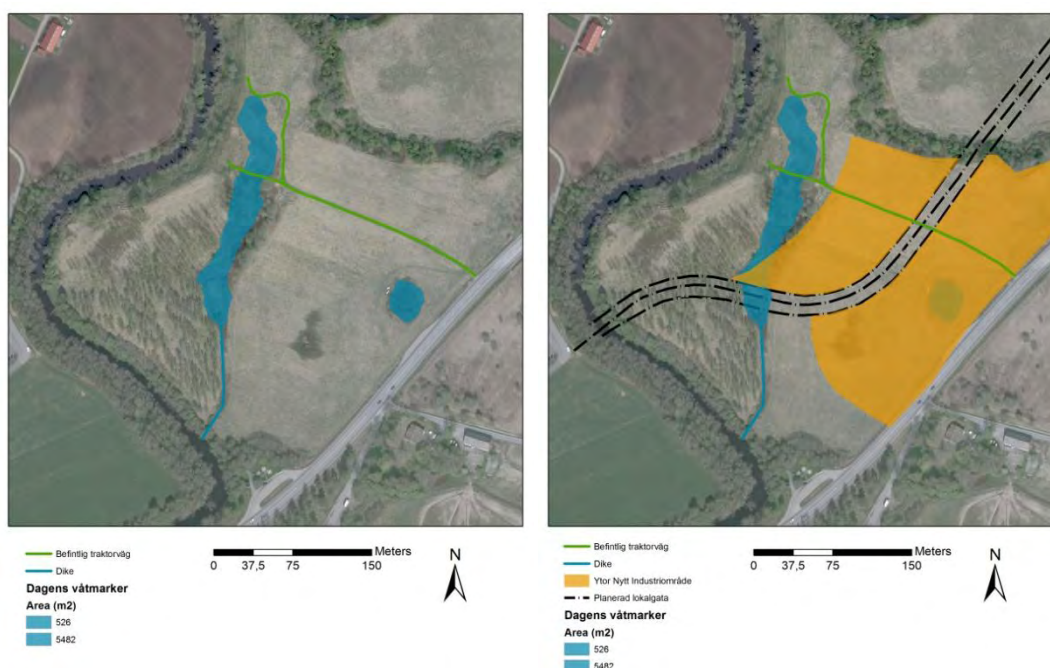 Befintlig traktorväg
Dike
Dagens våtmarker
Area (m2)
526
5482
Meters
0 37,5 75 150
N
Befintlig traktorväg
Dike
Ytor Nytt Industriområde
Planerad lokalgata
Dagens våtmarker
Area (m2)
526
5482
Meters
0 37,5 75 150
N